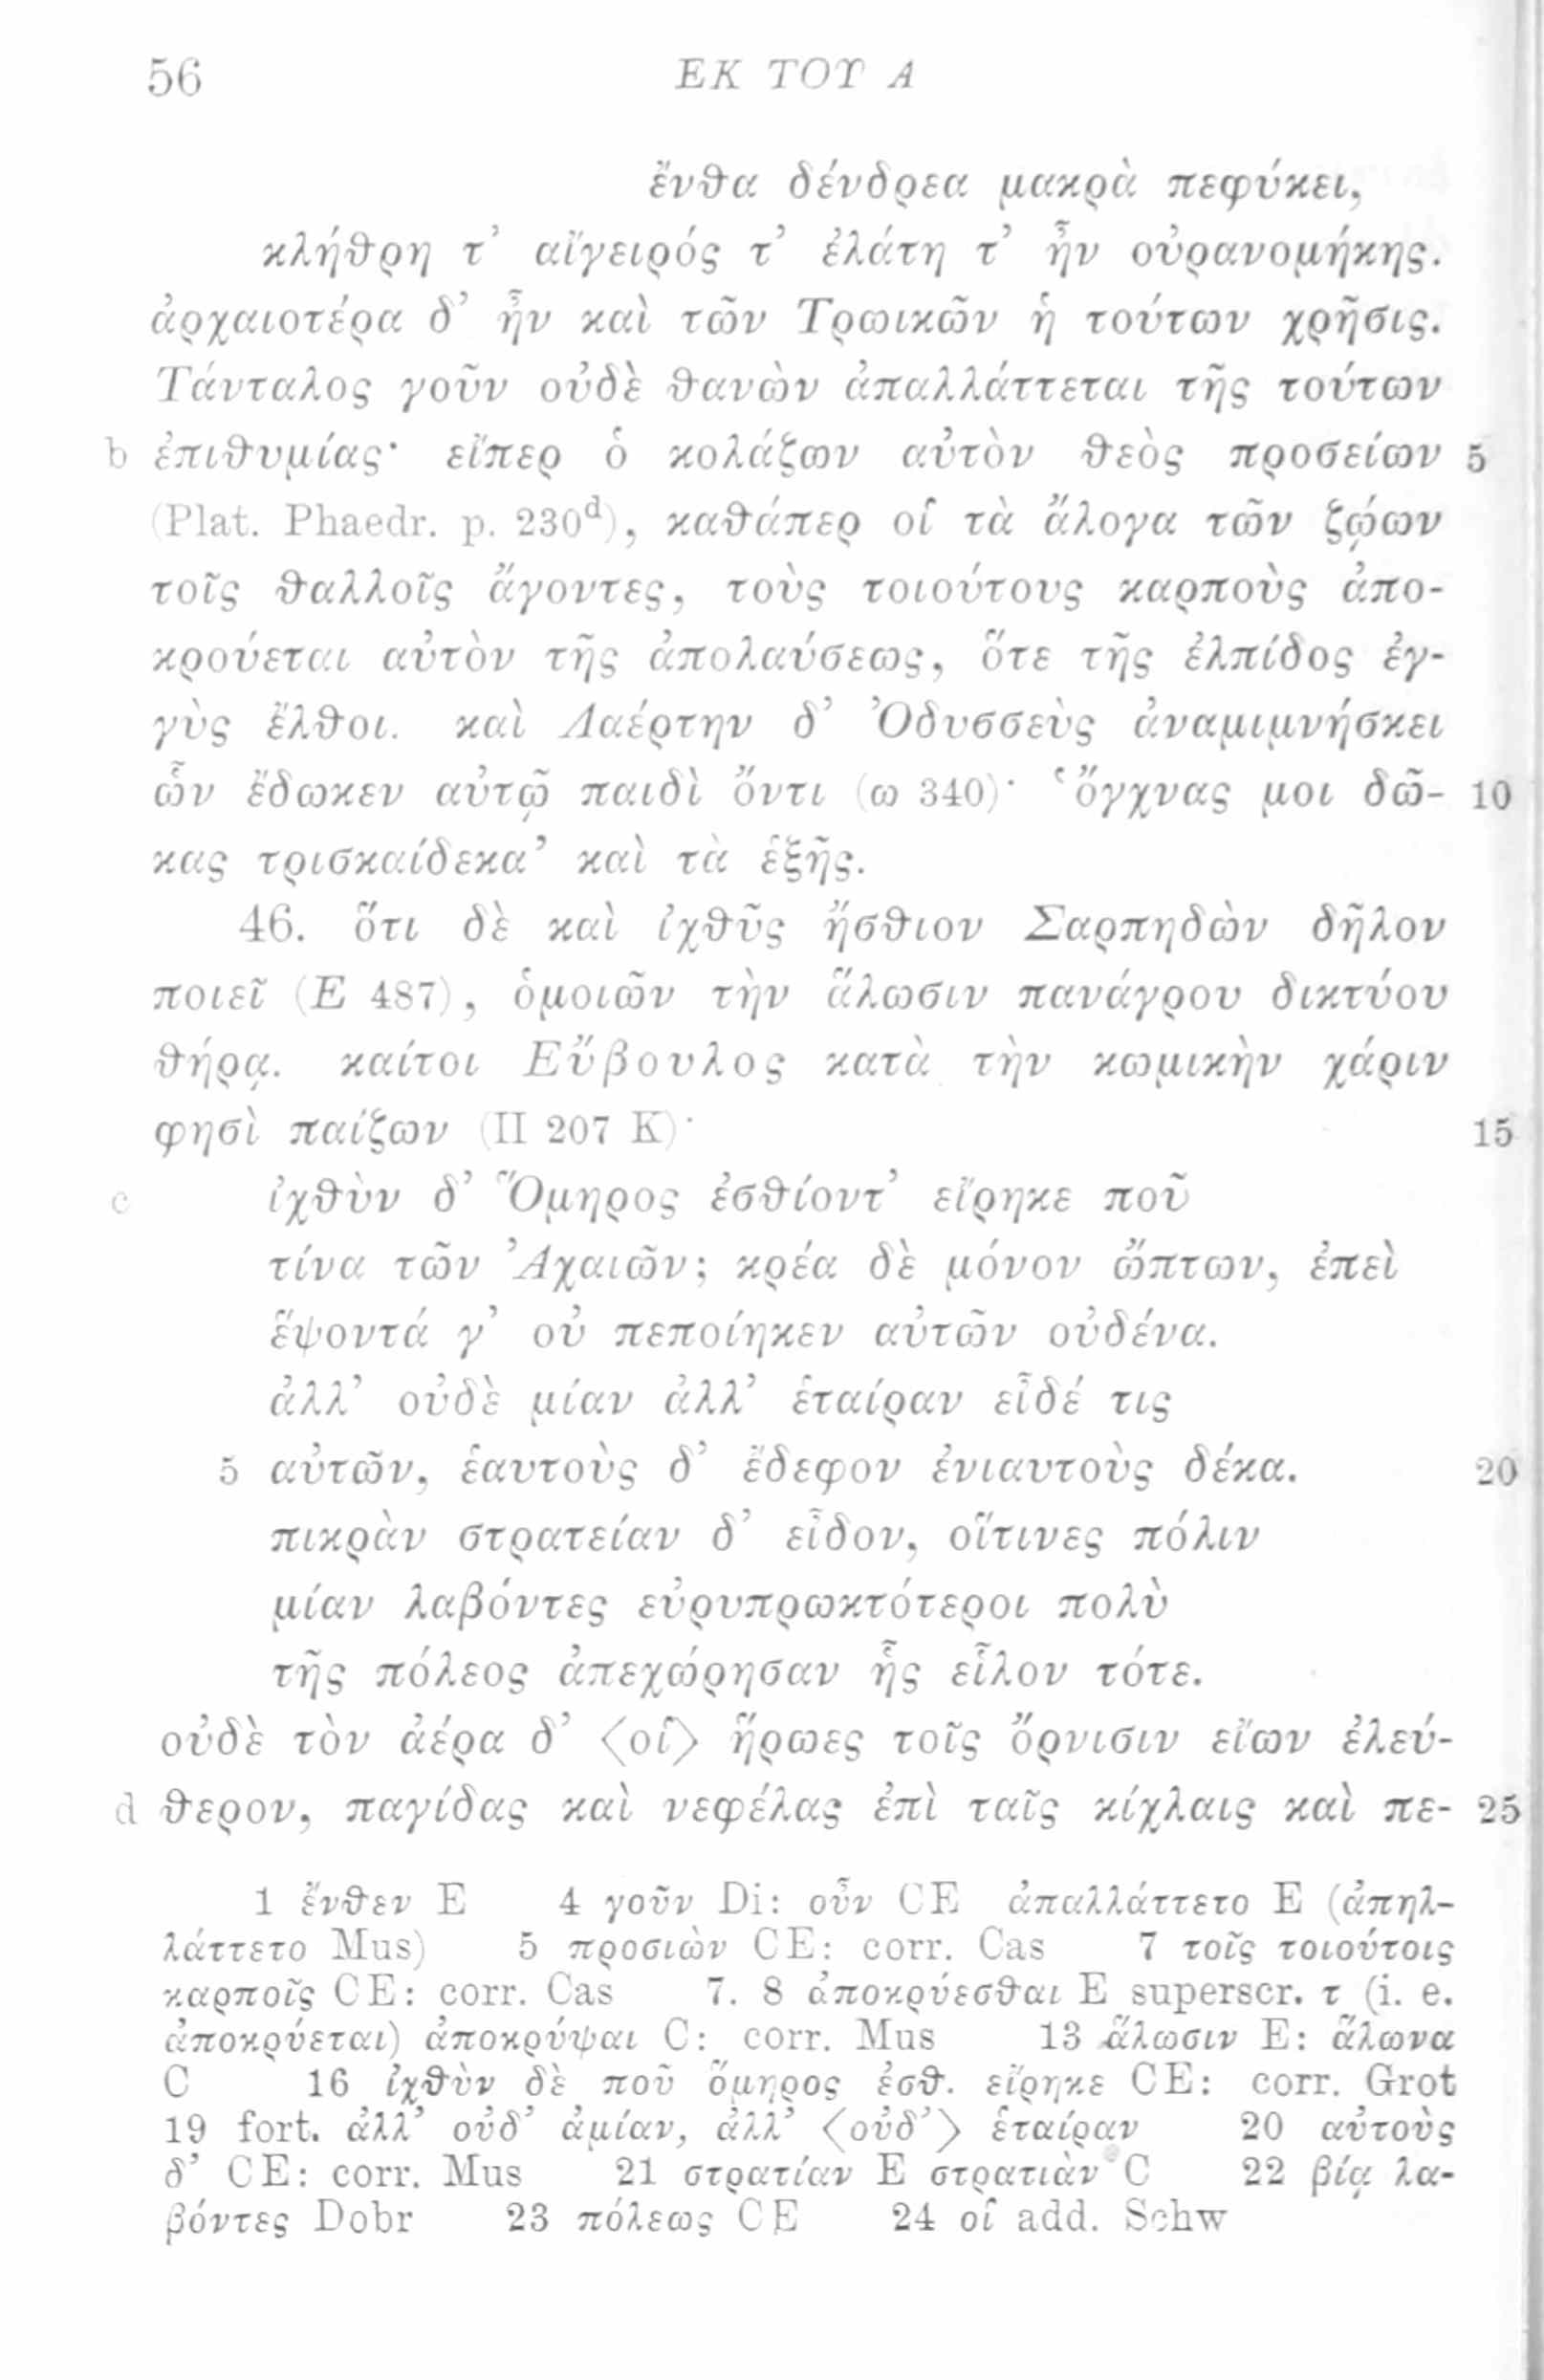 56 ΕΚ ΤΟΥ Α
ἔνθα δένδρεα μακρὰ πεφύκει,
κλήθρη τ’ αἴγειρός τ’ ἐλάτη τ’ ἦν οὐρανομήκης.
ἀρχαιοτέρα δ’ ἦν καὶ τῶν Τρωικῶν ἡ τούτων χρῆσις.
Τάνταλος γοῦν οὐδὲ θανὼν ἀπαλλάττεται τῆς τούτων
b ἐπιθυμίας· εἴπερ ὁ κολάζων αὐτὸν θεὸς προσείων 5
(Plat. Phaedr. p. 230ᵈ), καθάπερ οἱ τὰ ἄλογα τῶν ζῴων
τοῖς θαλλοῖς ἄγοντες, τοὺς τοιούτους καρποὺς ἀπο-
κρούεται αὐτὸν τῆς ἀπολαύσεως, ὅτε τῆς ἐλπίδος ἐγ-
γὺς ἔλθοι. καὶ Λαέρτην δ’ Ὀδυσσεὺς ἀναμιμνήσκει
ὧν ἔδωκεν αὐτῷ παιδὶ ὄντι (ω 340)· ‘ὄγχνας μοι δῶ- 10
κας τρισκαίδεκα’ καὶ τὰ ἑξῆς.
46. ὅτι δὲ καὶ ἰχθῦς ἤσθιον Σαρπηδὼν δῆλον
ποιεῖ (Ε 487), ὁμοιῶν τὴν ἅλωσιν πανάγρου δικτύου
θήρᾳ. καίτοι Εὔβουλος κατὰ τὴν κωμικὴν χάριν
φησὶ παίζων (II 207 K)· 15
c ἰχθὺν δ’ Ὅμηρος ἐσθίοντ’ εἴρηκε ποῦ
τίνα τῶν Ἀχαιῶν; κρέα δὲ μόνον ὤπτων, ἐπεὶ
ἕψοντά γ’ οὐ πεποίηκεν αὐτῶν οὐδένα.
ἀλλ’ οὐδὲ μίαν ἀλλ’ ἑταίραν εἶδέ τις
5 αὐτῶν, ἑαυτοὺς δ’ ἔδεφον ἐνιαυτοὺς δέκα. 20
πικρὰν στρατείαν δ’ εἶδον, οἵτινες πόλιν
μίαν λαβόντες εὐρυπρωκτότεροι πολὺ
τῆς πόλεος ἀπεχώρησαν ἧς εἷλον τότε.
οὐδὲ τὸν ἀέρα δ’ 〈οἱ〉 ἥρωες τοῖς ὄρνισιν εἴων ἐλεύ-
d θερον, παγίδας καὶ νεφέλας ἐπὶ ταῖς κίχλαις καὶ πε- 25
1 ἔνθεν E 4 γοῦν Di: οὖν CE ἀπαλλάττετο E (ἀπηλ-
λάττετο Mus) 5 προσιὼν CE: corr. Cas 7 τοῖς τοιούτοις
καρποῖς CE: corr. Cas 7. 8 ἀποκρύεσθαι E superscr. τ (i. e.
ἀποκρύεται) ἀποκρύψαι C: corr. Mus 13 ἅλωσιν E: ἅλωνα
C 16 ἰχθὺν δὲ ποῦ ὅμηρος ἐσθ. εἴρηκε CE: corr. Grot
19 fort. ἀλλ’ οὐδ’ ἁμίαν, ἀλλ’ 〈οὐδ’〉 ἑταίραν 20 αὐτοὺς
δ’ CE: corr. Mus 21 στρατίαν E στρατιὰν C 22 βίᾳ λα-
βόντες Dobr 23 πόλεως CE 24 οἱ add. Schw